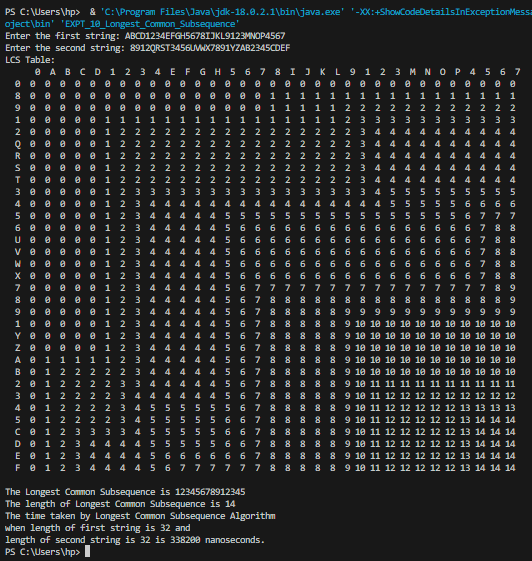 PS C:\Users\hp>  & 'C:\Program Files\Java\jdk-18.0.2.1\bin\java.exe' '-XX:+ShowCodeDetailsInExceptionMessa
oject\bin' 'EXPT_10_Longest_Common_Subsequence'
Enter the first string: ABCD1234EFGH5678IJKL9123MNOP4567
Enter the second string: 8912QRST3456UVWX7891YZAB2345CDEF
LCS Table:
0 A B C D 1 2 3 4 E F G H 5 6 7 8 I J K L 9 1 2 3 M N O P 4 5 6 7
0 0 0 0 0 0 0 0 0 0 0 0 0 0 0 0 0 0 0 0 0 0 0 0 0 0 0 0 0 0 0 0 0 0
8 0 0 0 0 0 0 0 0 0 0 0 0 0 0 0 0 1 1 1 1 1 1 1 1 1 1 1 1 1 1 1 1 1
9 0 0 0 0 0 0 0 0 0 0 0 0 0 0 0 0 1 1 1 1 1 2 2 2 2 2 2 2 2 2 2 2 2
1 0 0 0 0 0 1 1 1 1 1 1 1 1 1 1 1 1 1 1 1 1 2 3 3 3 3 3 3 3 3 3 3 3
2 0 0 0 0 0 1 2 2 2 2 2 2 2 2 2 2 2 2 2 2 2 2 3 4 4 4 4 4 4 4 4 4 4
Q 0 0 0 0 0 1 2 2 2 2 2 2 2 2 2 2 2 2 2 2 2 2 3 4 4 4 4 4 4 4 4 4 4
R 0 0 0 0 0 1 2 2 2 2 2 2 2 2 2 2 2 2 2 2 2 2 3 4 4 4 4 4 4 4 4 4 4
S 0 0 0 0 0 1 2 2 2 2 2 2 2 2 2 2 2 2 2 2 2 2 3 4 4 4 4 4 4 4 4 4 4
T 0 0 0 0 0 1 2 2 2 2 2 2 2 2 2 2 2 2 2 2 2 2 3 4 4 4 4 4 4 4 4 4 4
3 0 0 0 0 0 1 2 3 3 3 3 3 3 3 3 3 3 3 3 3 3 3 3 4 5 5 5 5 5 5 5 5 5
4 0 0 0 0 0 1 2 3 4 4 4 4 4 4 4 4 4 4 4 4 4 4 4 4 5 5 5 5 5 6 6 6 6
5 0 0 0 0 0 1 2 3 4 4 4 4 4 5 5 5 5 5 5 5 5 5 5 5 5 5 5 5 5 6 7 7 7
6 0 0 0 0 0 1 2 3 4 4 4 4 4 5 6 6 6 6 6 6 6 6 6 6 6 6 6 6 6 6 7 8 8
U 0 0 0 0 0 1 2 3 4 4 4 4 4 5 6 6 6 6 6 6 6 6 6 6 6 6 6 6 6 6 7 8 8
V 0 0 0 0 0 1 2 3 4 4 4 4 4 5 6 6 6 6 6 6 6 6 6 6 6 6 6 6 6 6 7 8 8
W 0 0 0 0 0 1 2 3 4 4 4 4 4 5 6 6 6 6 6 6 6 6 6 6 6 6 6 6 6 6 7 8 8
X 0 0 0 0 0 1 2 3 4 4 4 4 4 5 6 6 6 6 6 6 6 6 6 6 6 6 6 6 6 6 7 8 8
7 0 0 0 0 0 1 2 3 4 4 4 4 4 5 6 7 7 7 7 7 7 7 7 7 7 7 7 7 7 7 7 8 9
8 0 0 0 0 0 1 2 3 4 4 4 4 4 5 6 7 8 8 8 8 8 8 8 8 8 8 8 8 8 8 8 8 9
9 0 0 0 0 0 1 2 3 4 4 4 4 4 5 6 7 8 8 8 8 8 9 9 9 9 9 9 9 9 9 9 9 9
1 0 0 0 0 0 1 2 3 4 4 4 4 4 5 6 7 8 8 8 8 8 9 10 10 10 10 10 10 10 10 10 10 10
Y 0 0 0 0 0 1 2 3 4 4 4 4 4 5 6 7 8 8 8 8 8 9 10 10 10 10 10 10 10 10 10 10 10
Z 0 0 0 0 0 1 2 3 4 4 4 4 4 5 6 7 8 8 8 8 8 9 10 10 10 10 10 10 10 10 10 10 10
A 0 1 1 1 1 1 2 3 4 4 4 4 4 5 6 7 8 8 8 8 8 9 10 10 10 10 10 10 10 10 10 10 10
B 0 1 2 2 2 2 2 3 4 4 4 4 4 5 6 7 8 8 8 8 8 9 10 10 10 10 10 10 10 10 10 10 10
2 0 1 2 2 2 2 3 3 4 4 4 4 4 5 6 7 8 8 8 8 8 9 10 11 11 11 11 11 11 11 11 11 11
3 0 1 2 2 2 2 3 4 4 4 4 4 4 5 6 7 8 8 8 8 8 9 10 11 12 12 12 12 12 12 12 12 12
4 0 1 2 2 2 2 3 4 5 5 5 5 5 5 6 7 8 8 8 8 8 9 10 11 12 12 12 12 12 13 13 13 13
5 0 1 2 2 2 2 3 4 5 5 5 5 5 6 6 7 8 8 8 8 8 9 10 11 12 12 12 12 12 13 14 14 14
C 0 1 2 3 3 3 3 4 5 5 5 5 5 6 6 7 8 8 8 8 8 9 10 11 12 12 12 12 12 13 14 14 14
D 0 1 2 3 4 4 4 4 5 5 5 5 5 6 6 7 8 8 8 8 8 9 10 11 12 12 12 12 12 13 14 14 14
E 0 1 2 3 4 4 4 4 5 6 6 6 6 6 6 7 8 8 8 8 8 9 10 11 12 12 12 12 12 13 14 14 14
F 0 1 2 3 4 4 4 4 5 6 7 7 7 7 7 7 8 8 8 8 8 9 10 11 12 12 12 12 12 13 14 14 14
The Longest Common Subsequence is 12345678912345
The length of Longest Common Subsequence is 14
The time taken by Longest Common Subsequence Algorithm
when length of first string is 32 and
length of second string is 32 is 338200 nanoseconds.
PS C:\Users\hp>